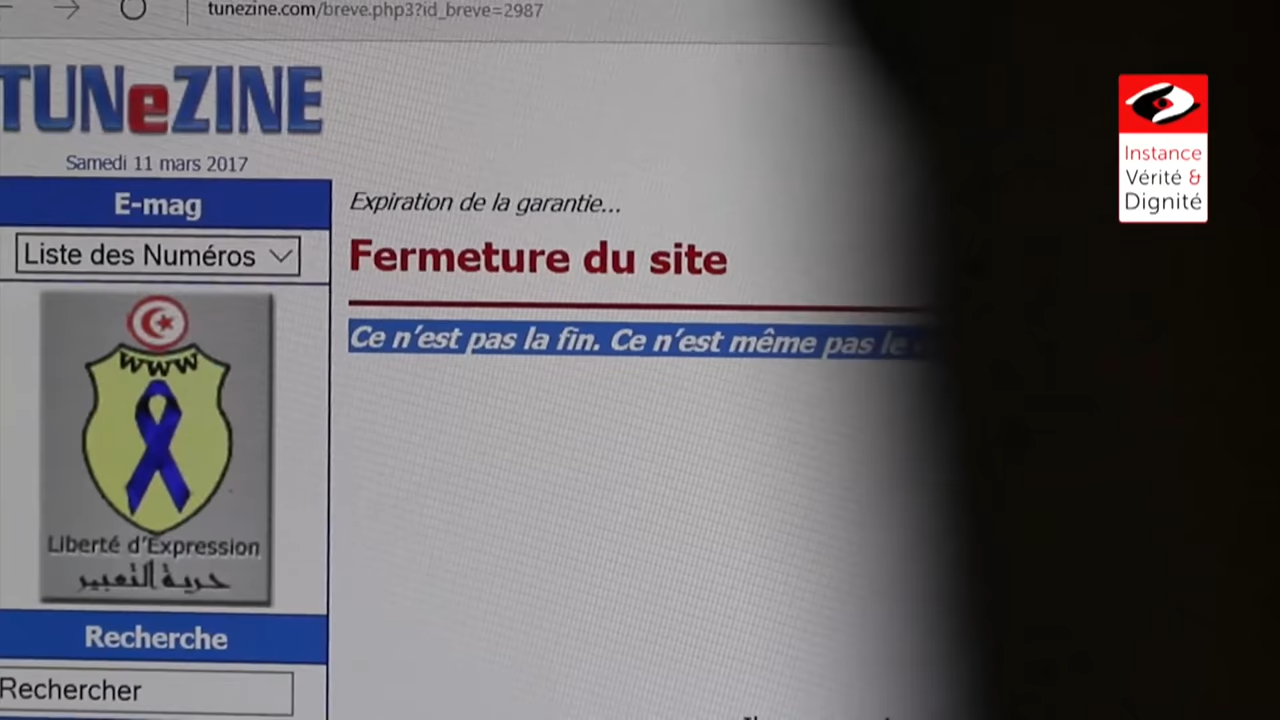 tunezine.com/breve.php3?id_breve=2987
TUNeZINE
Samedi 11 mars 2017
E-mag
Liste des Numéros
WWW
Liberté d'Expression
حرية التعبير
Recherche
Rechercher
Expiration de la garantie...
Fermeture du site
Ce n'est pas la fin. Ce n'est même pas le
Instance
Vérité &
Dignité